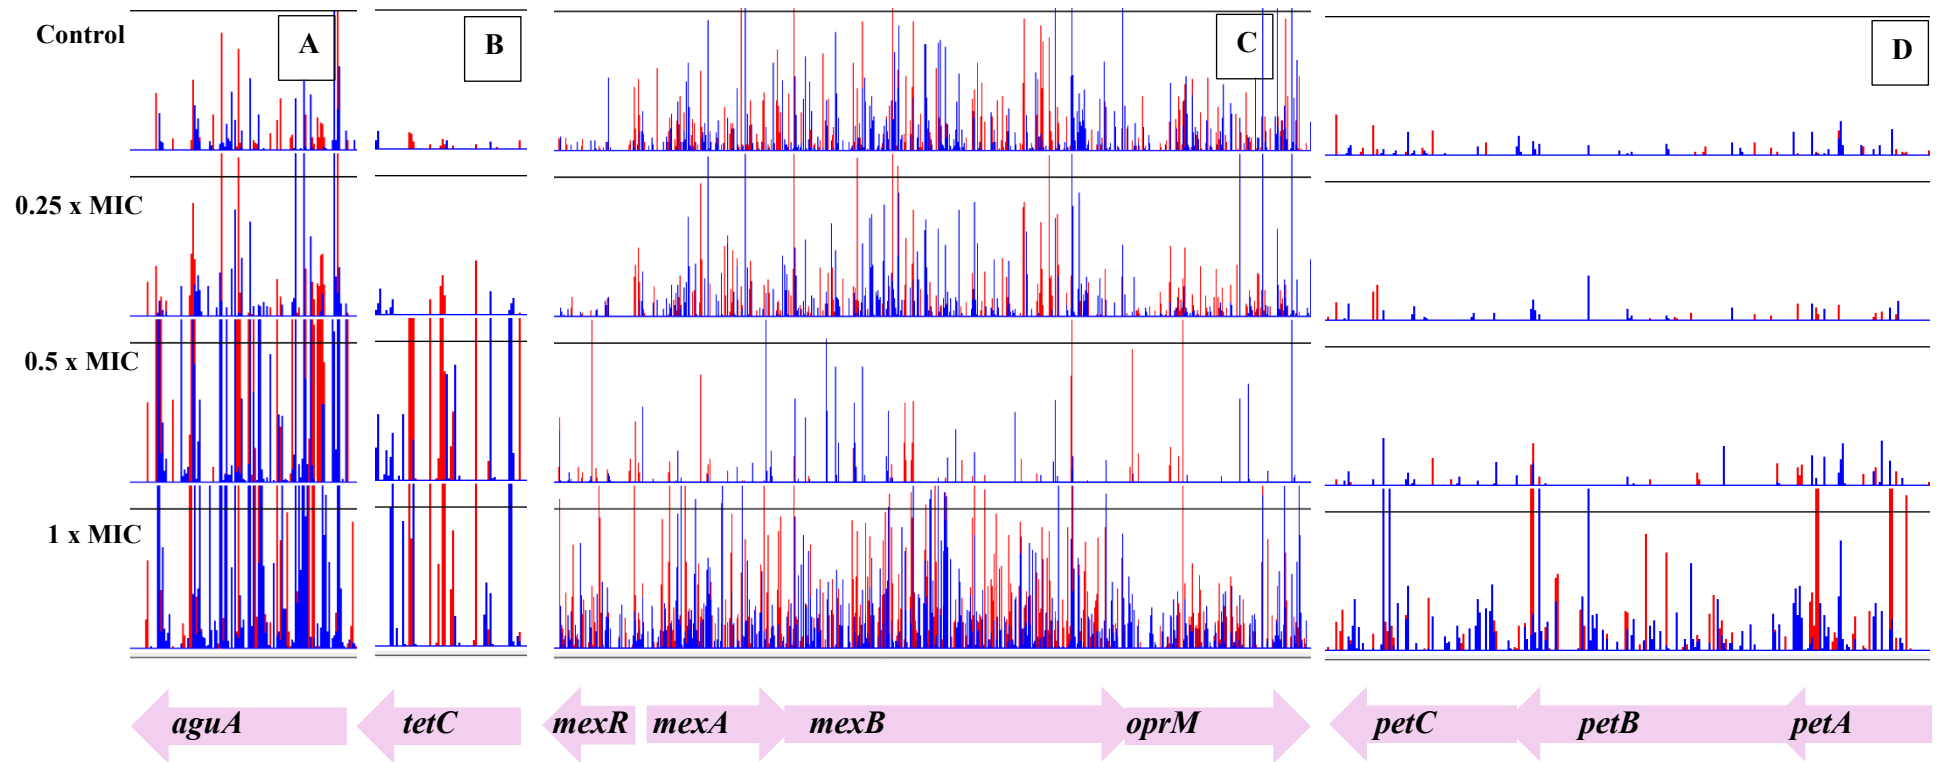 Control
A
B
C
D
0.25 x MIC
0.5 x MIC
1 x MIC
aguA
tetC
mexR
mexA
mexB
oprM
petC
petB
petA